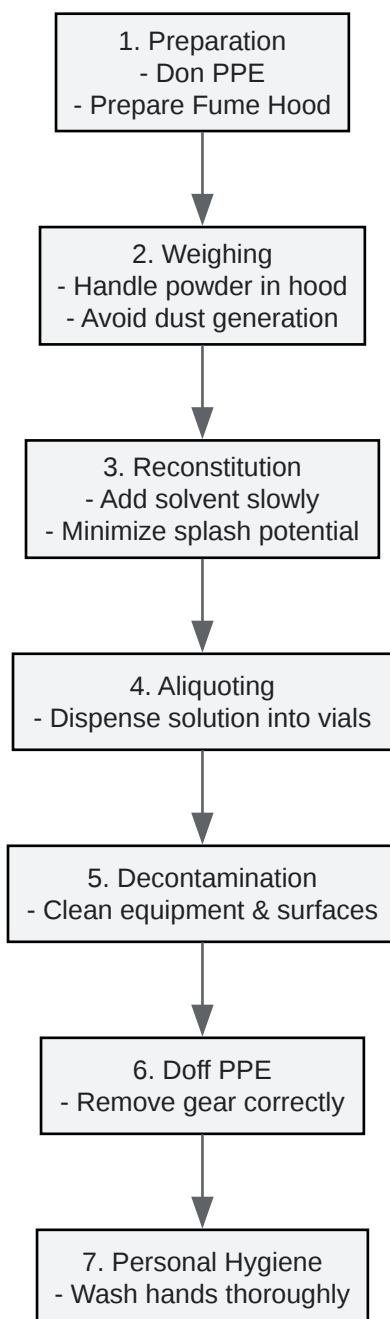 1. Preparation
- Don PPE
- Prepare Fume Hood
2. Weighing
- Handle powder in hood
- Avoid dust generation
3. Reconstitution
- Add solvent slowly
- Minimize splash potential
4. Aliquoting
- Dispense solution into vials
5. Decontamination
- Clean equipment & surfaces
6. Doff PPE
- Remove gear correctly
7. Personal Hygiene
- Wash hands thoroughly